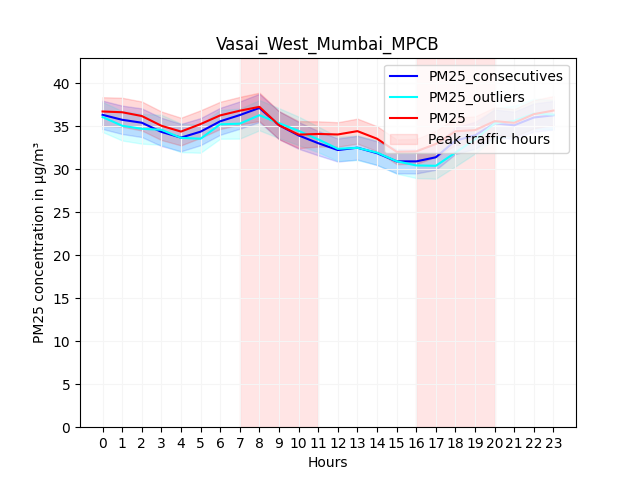 Vasai_West_Mumbai_MPCB
PM25_consecutives
PM25_outliers
PM25
Peak traffic hours
PM25 concentration in µg/m³
40
35
30
25
20
15
10
5
0
0 1 2 3 4 5 6 7 8 9 10 11 12 13 14 15 16 17 18 19 20 21 22 23
Hours